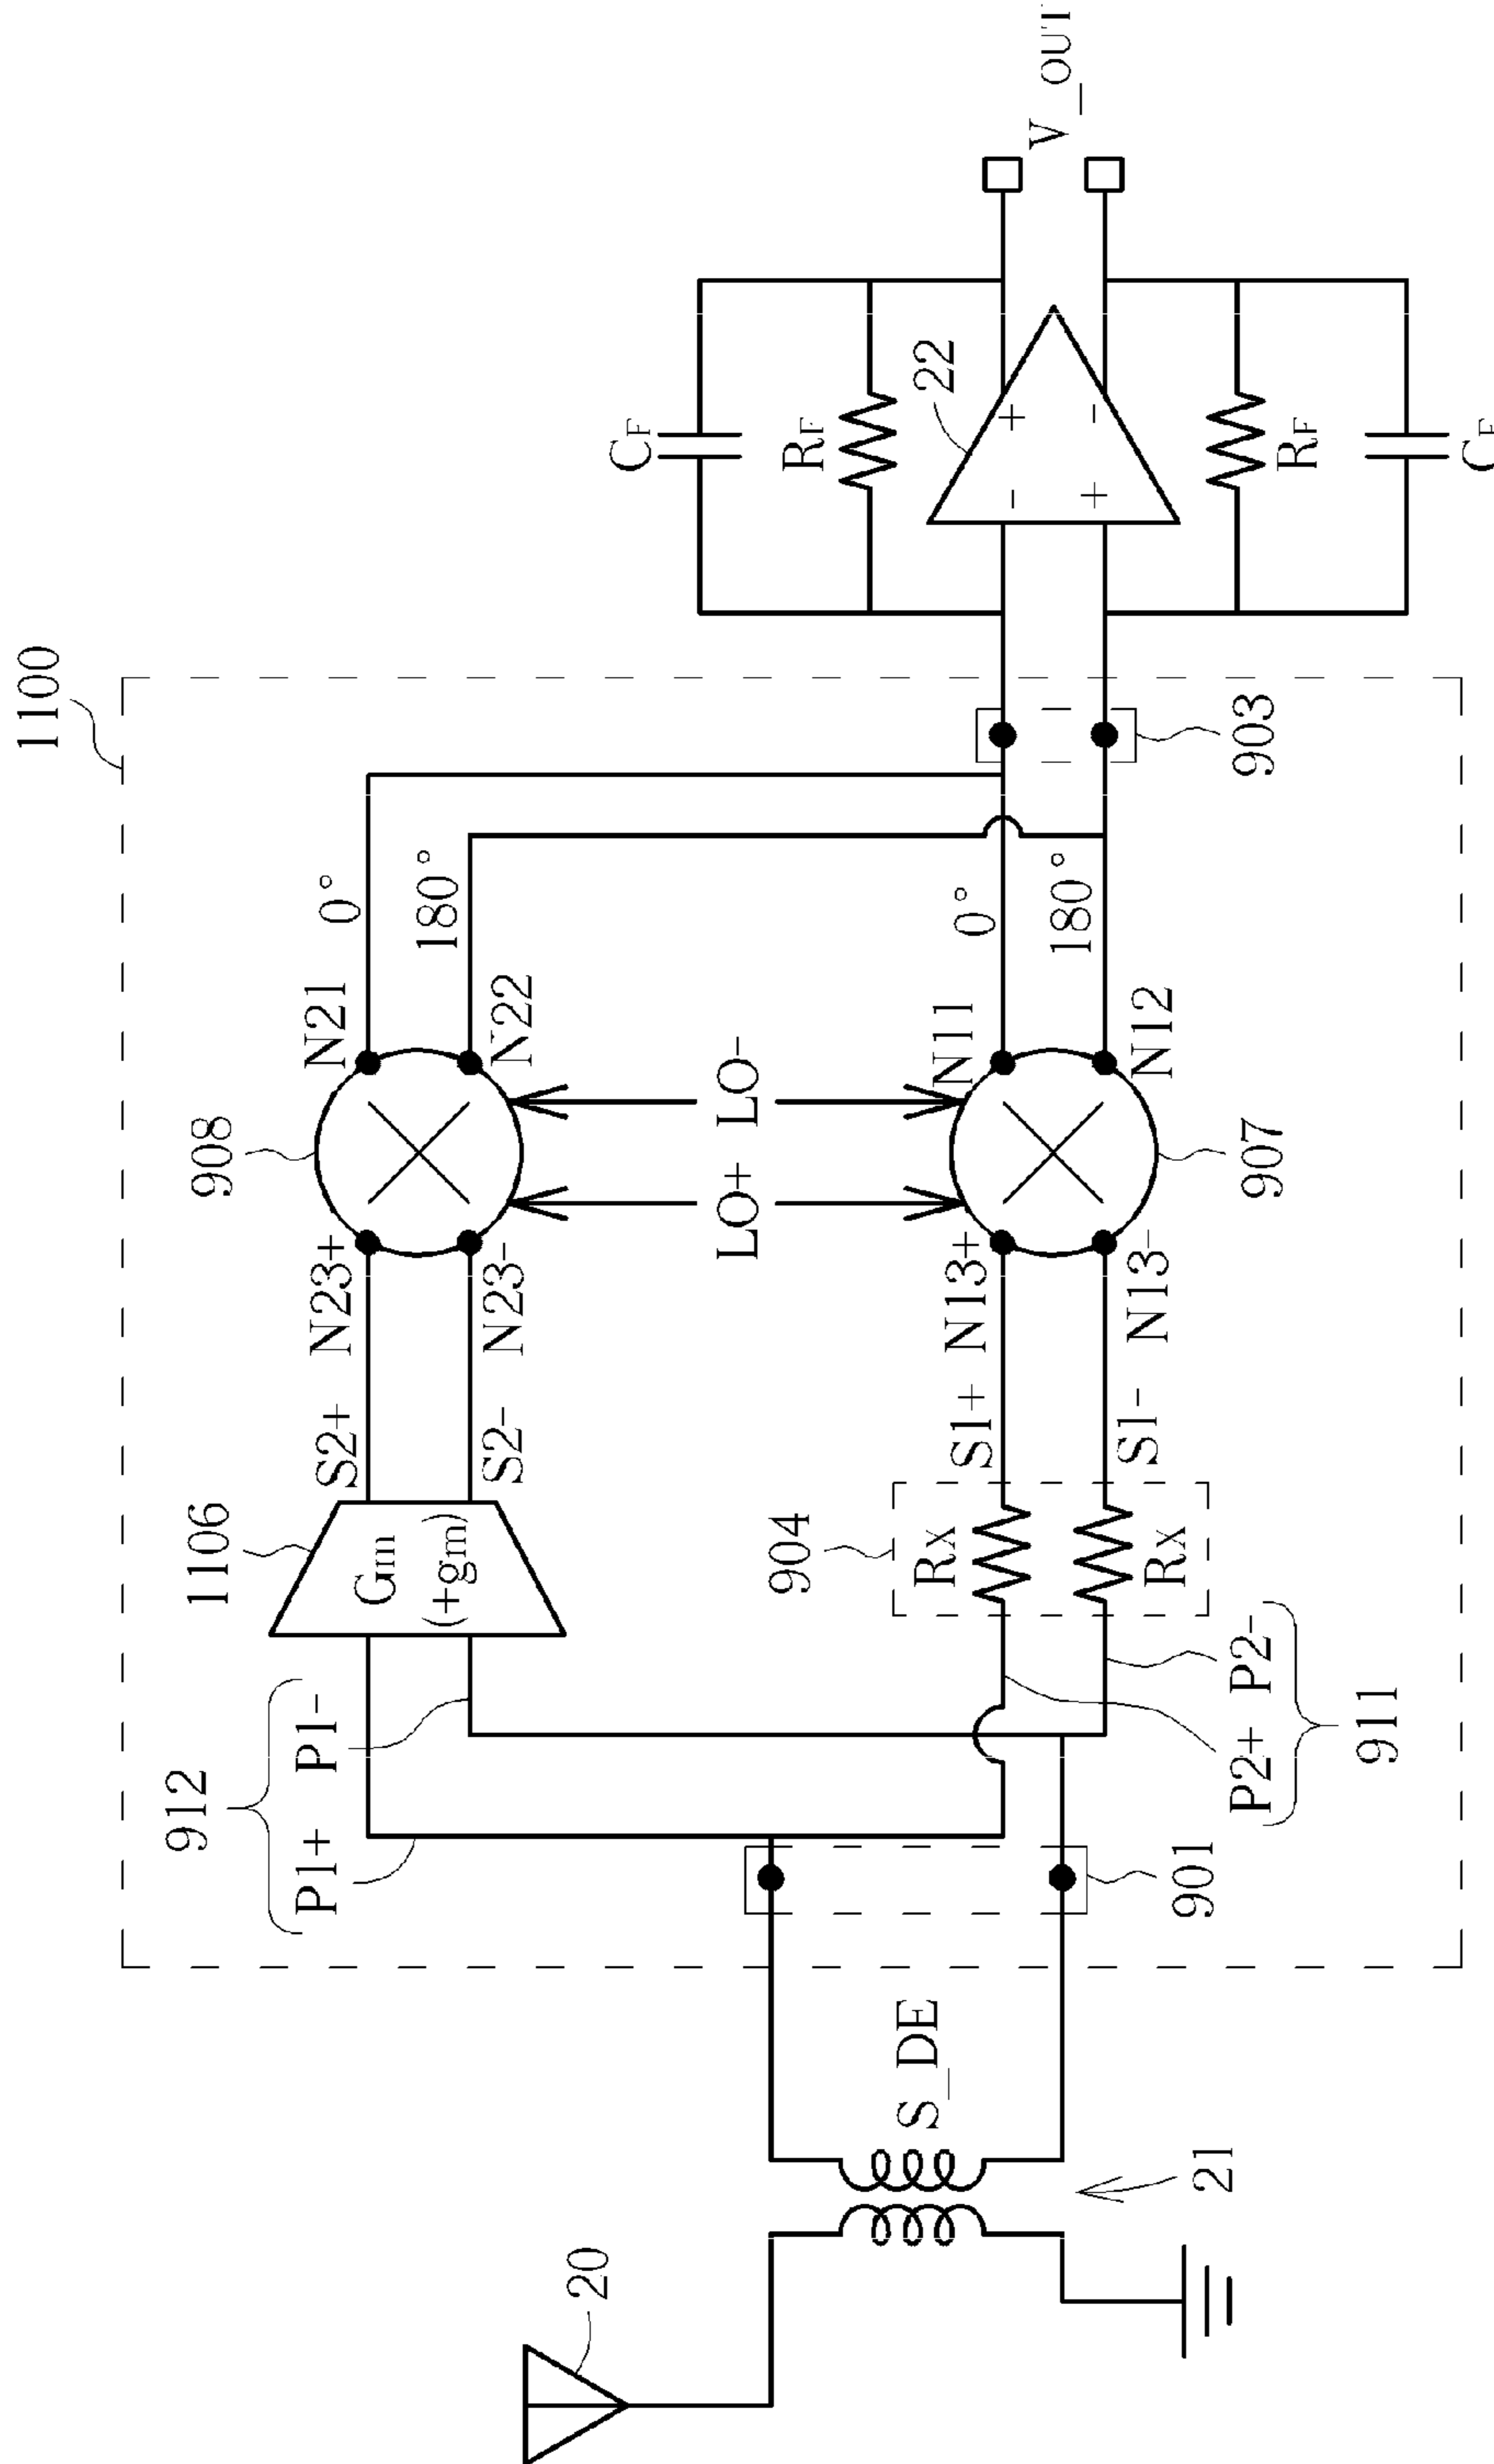 1100
912
P1+ P1-
1106
Gm
(+gm)
S2+
S2-
N23+
N23-
908
N21
N22
0°
180°
LO+ LO-
20
S_DE
21
901
904
Rx
Rx
S1+
S1-
N13+
N13-
907
N11
N12
0°
180°
903
P2+ P2-
911
CF
RF
22
-
+
+
-
RF
CF
V_OUT